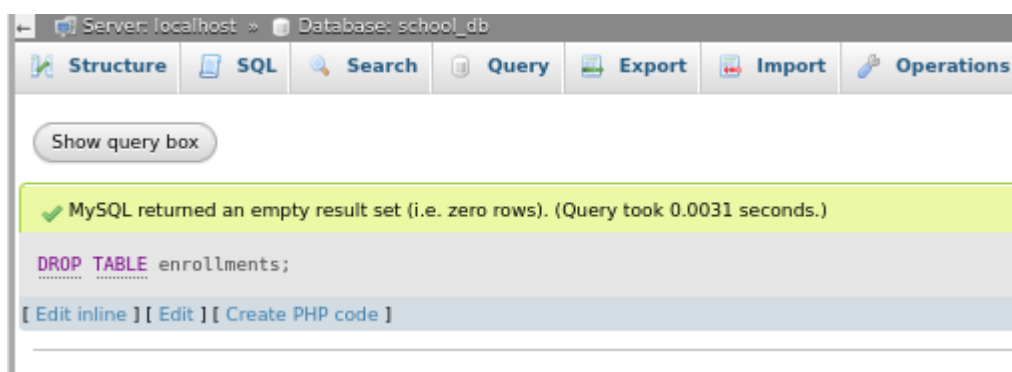 ← Server: localhost » Database: school_db
Structure SQL Search Query Export Import Operations
Show query box
MySQL returned an empty result set (i.e. zero rows). (Query took 0.0031 seconds.)
DROP TABLE enrollments;
[ Edit inline ] [ Edit ] [ Create PHP code ]